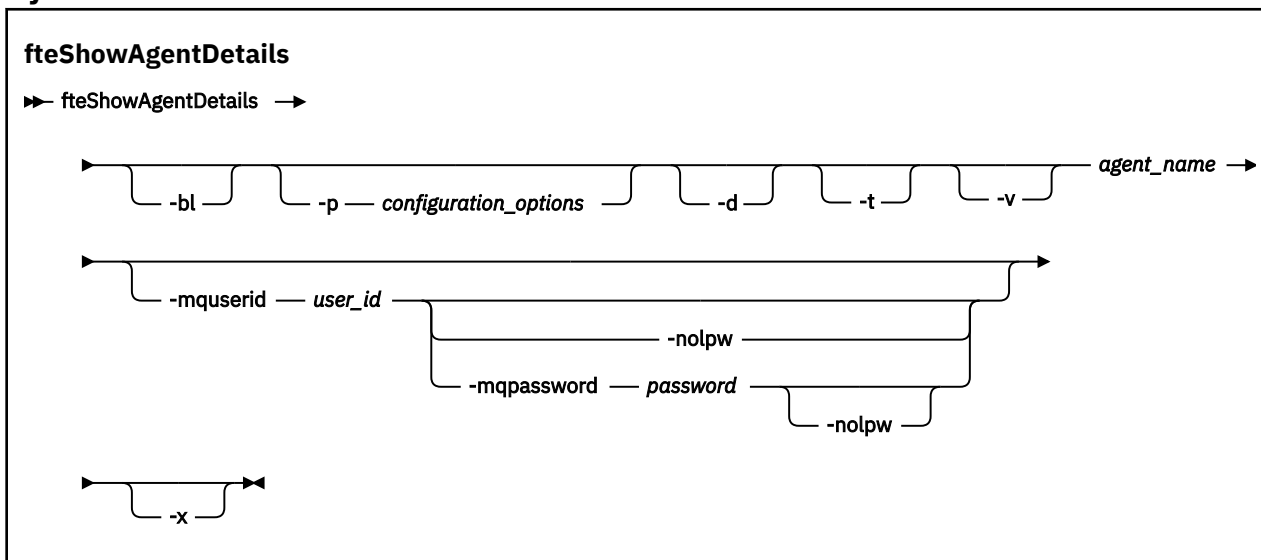 fteShowAgentDetails
fteShowAgentDetails
-bl -p configuration_options -d -t -v agent_name
-mquserid user_id
-nolpw
-mqpassword password
-nolpw
-x